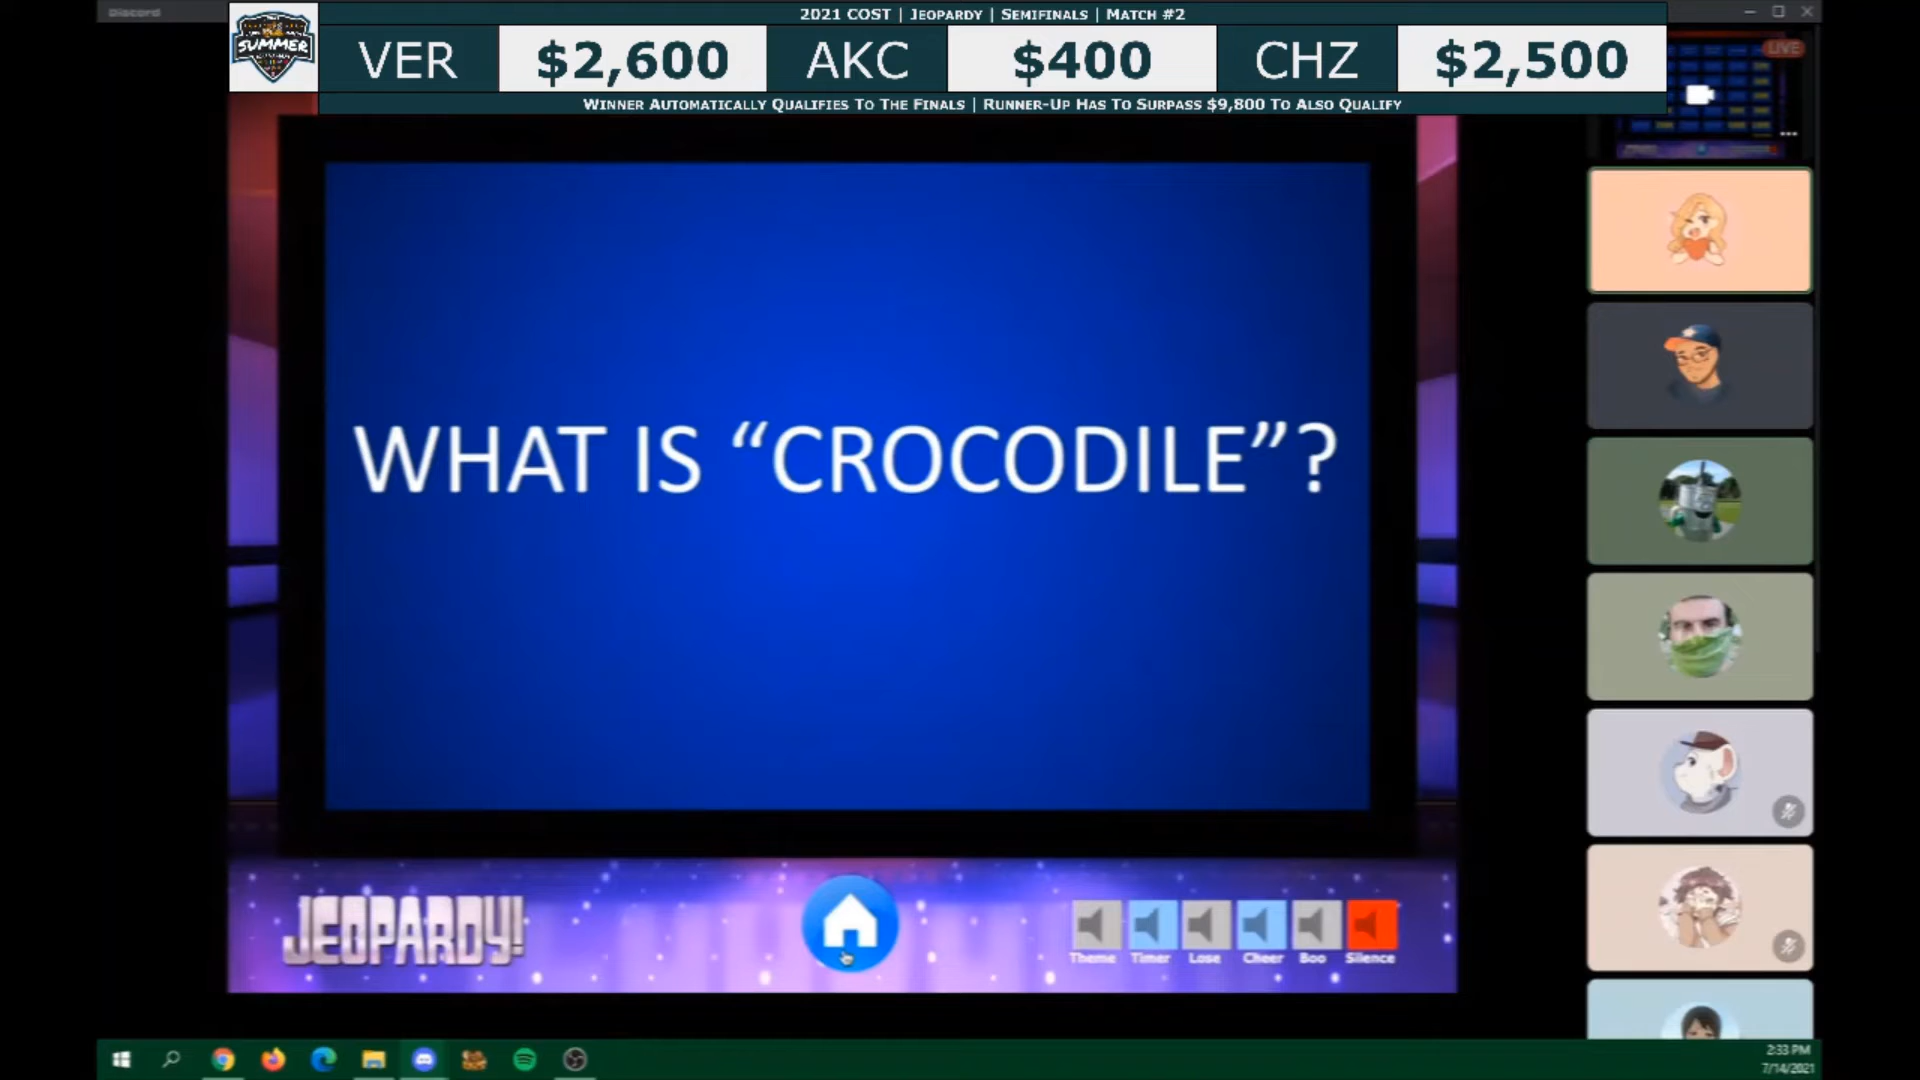 Discord
2021 COST | JEOPARDY | SEMIFINALS | MATCH #2
SUMMER
VER $2,600 AKC $400 CHZ $2,500
LIVE
WINNER AUTOMATICALLY QUALIFIES TO THE FINALS | RUNNER-UP HAS TO SURPASS $9,800 TO ALSO QUALIFY
WHAT IS “CROCODILE”?
JEOPARDY!
Theme Timer Lose Cheer Boo Silence
2:33 PM
7/14/2021